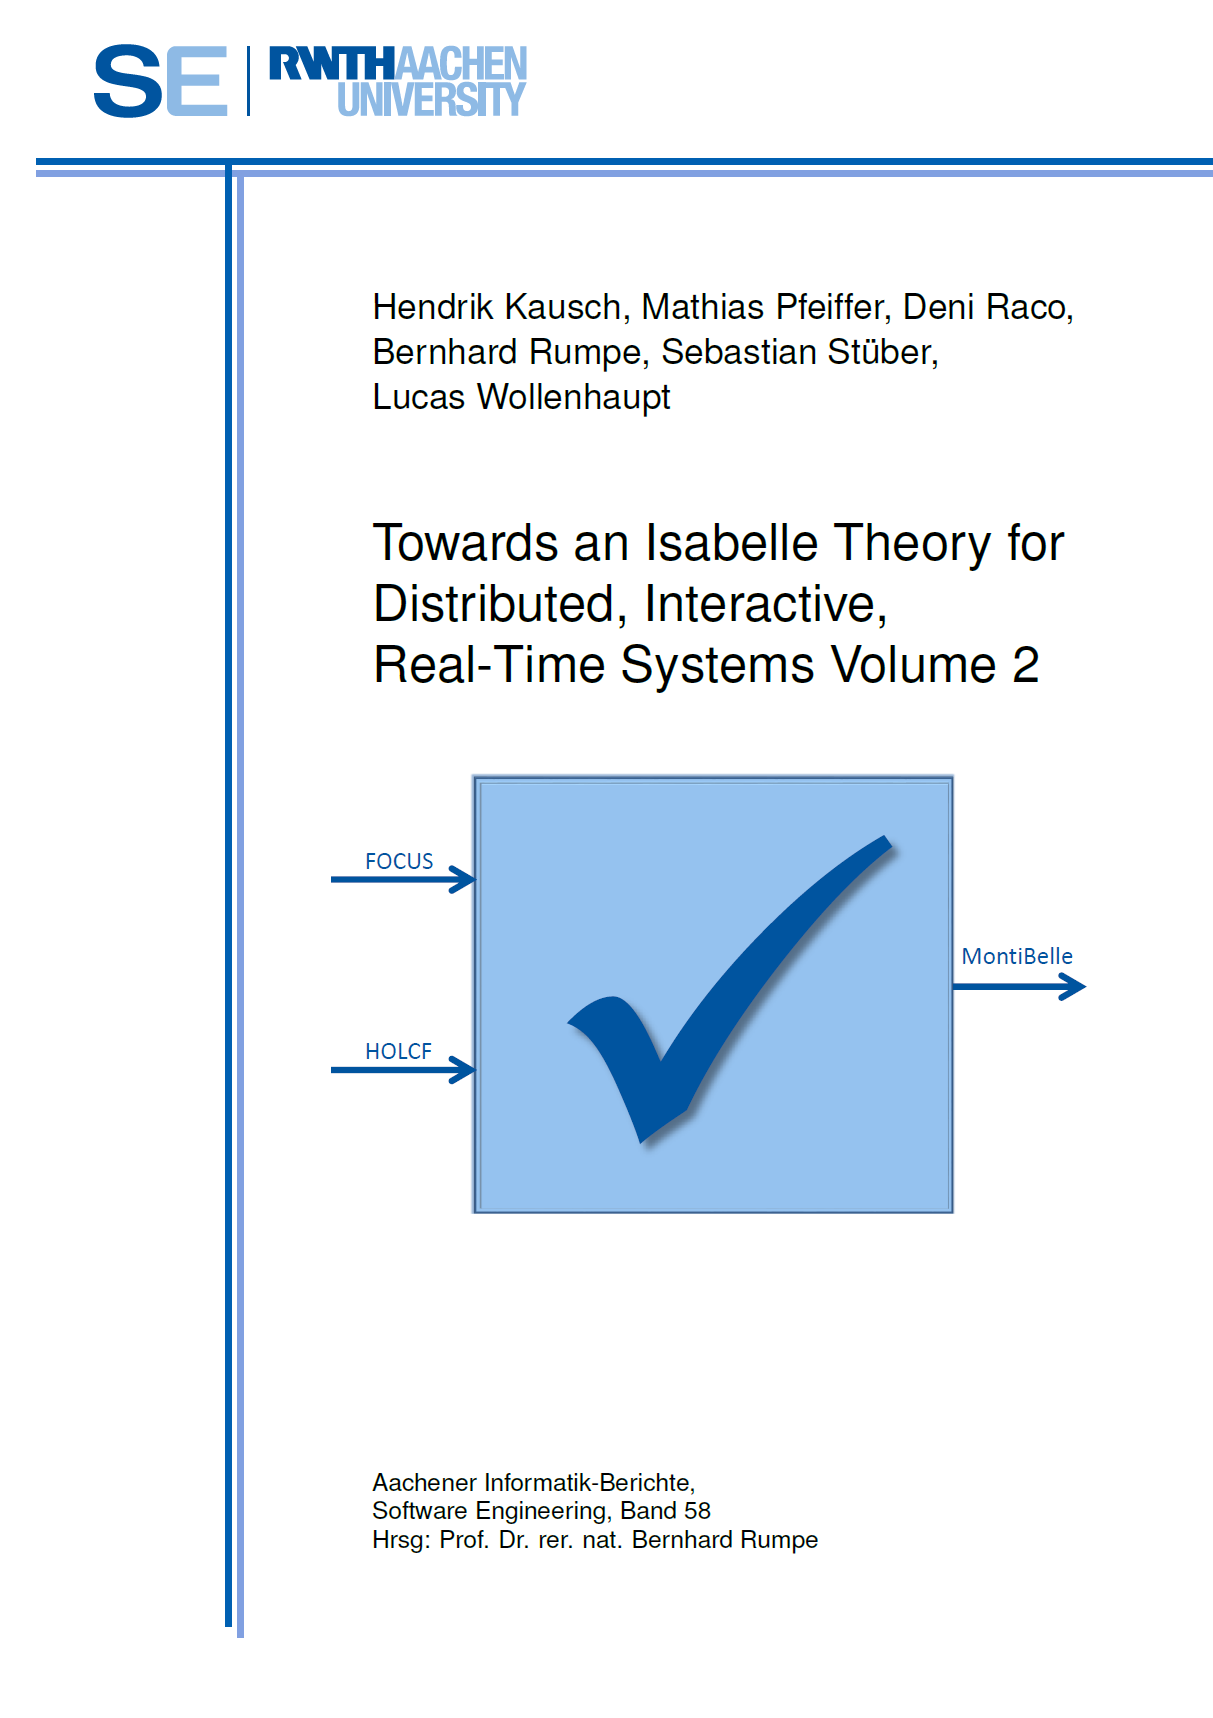 SE RWTHAACHEN
UNIVERSITY
Hendrik Kausch, Mathias Pfeiffer, Deni Raco,
Bernhard Rumpe, Sebastian Stüber,
Lucas Wollenhaupt
Towards an Isabelle Theory for
Distributed, Interactive,
Real-Time Systems Volume 2
FOCUS
MontiBelle
HOLCF
Aachener Informatik-Berichte,
Software Engineering, Band 58
Hrsg: Prof. Dr. rer. nat. Bernhard Rumpe